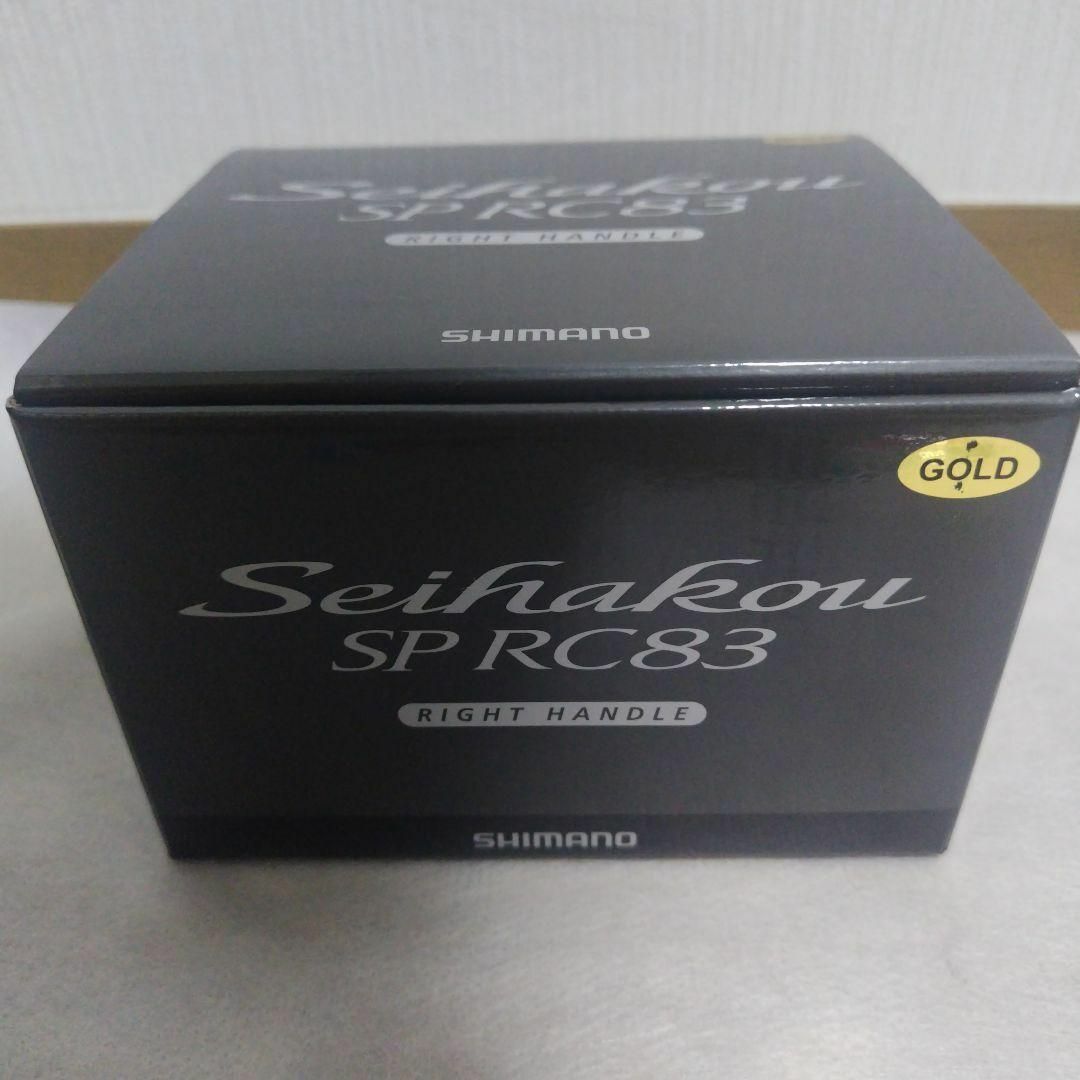 Seihakou
SP RC83
RIGHT HANDLE
SHIMANO
GOLD
Seihakou
SP RC83
RIGHT HANDLE
SHIMANO